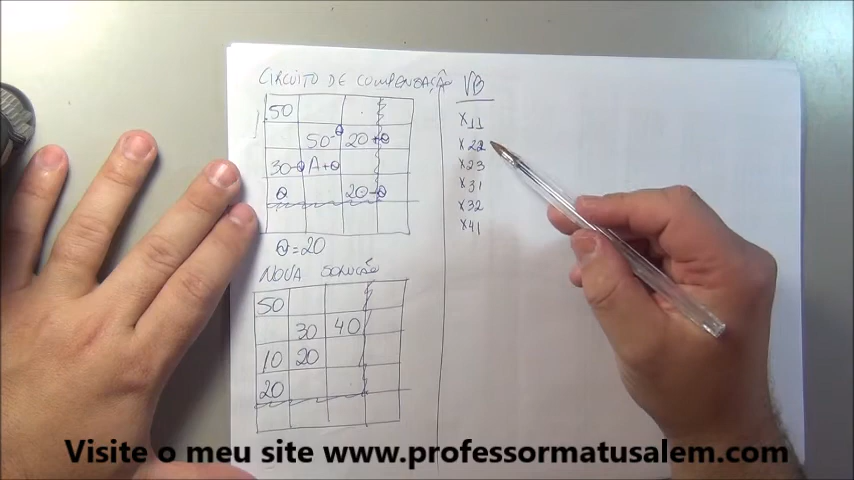 CIRCUITO DE COMPENSAÇÃO
50
50-θ 20+θ
30-θ A+θ
θ 20-θ
θ=20
NOVA SOLUÇÃO
50
30 40
10 20
20
VB
X11
X22
X23
X31
X32
X41
Visite o meu site www.professormatusalem.com